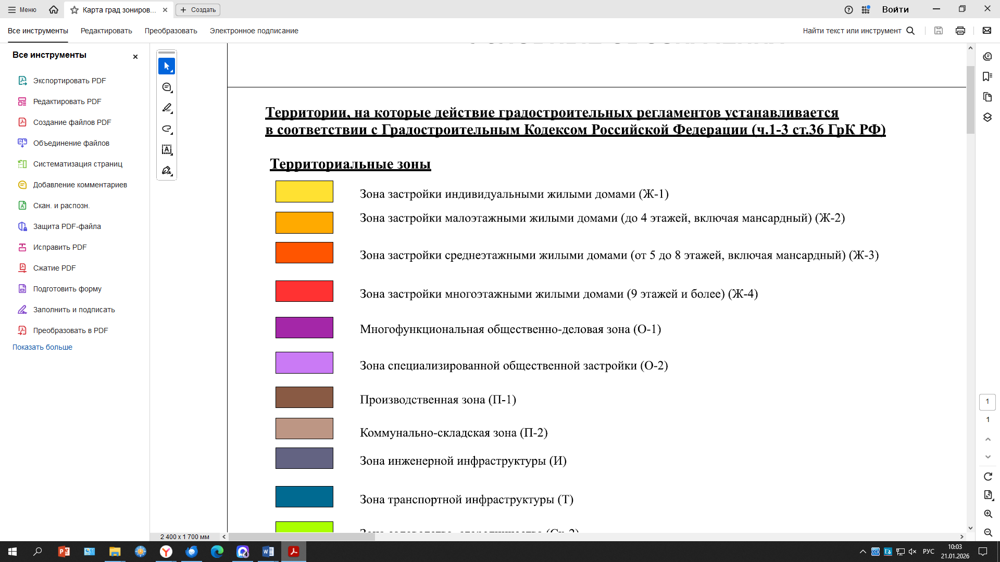 Меню
Карта град зониров...
Создать
Войти
Все инструменты
Редактировать
Преобразовать
Электронное подписание
Найти текст или инструмент
Все инструменты
Экспортировать PDF
Редактировать PDF
Создание файлов PDF
Объединение файлов
Систематизация страниц
Добавление комментариев
Скан. и распозн.
Защита PDF-файла
Исправить PDF
Сжатие PDF
Подготовить форму
Заполнить и подписать
Преобразовать в PDF
Показать больше
Территории, на которые действие градостроительных регламентов устанавливается
в соответствии с Градостроительным Кодексом Российской Федерации (ч.1-3 ст.36 ГрК РФ)
Территориальные зоны
Зона застройки индивидуальными жилыми домами (Ж-1)
Зона застройки малоэтажными жилыми домами (до 4 этажей, включая мансардный) (Ж-2)
Зона застройки среднеэтажными жилыми домами (от 5 до 8 этажей, включая мансардный) (Ж-3)
Зона застройки многоэтажными жилыми домами (9 этажей и более) (Ж-4)
Многофункциональная общественно-деловая зона (О-1)
Зона специализированной общественной застройки (О-2)
Производственная зона (П-1)
Коммунально-складская зона (П-2)
Зона инженерной инфраструктуры (И)
Зона транспортной инфраструктуры (Т)
1
1
2 400 x 1 700 мм
4
РУС
10:03
21.01.2026